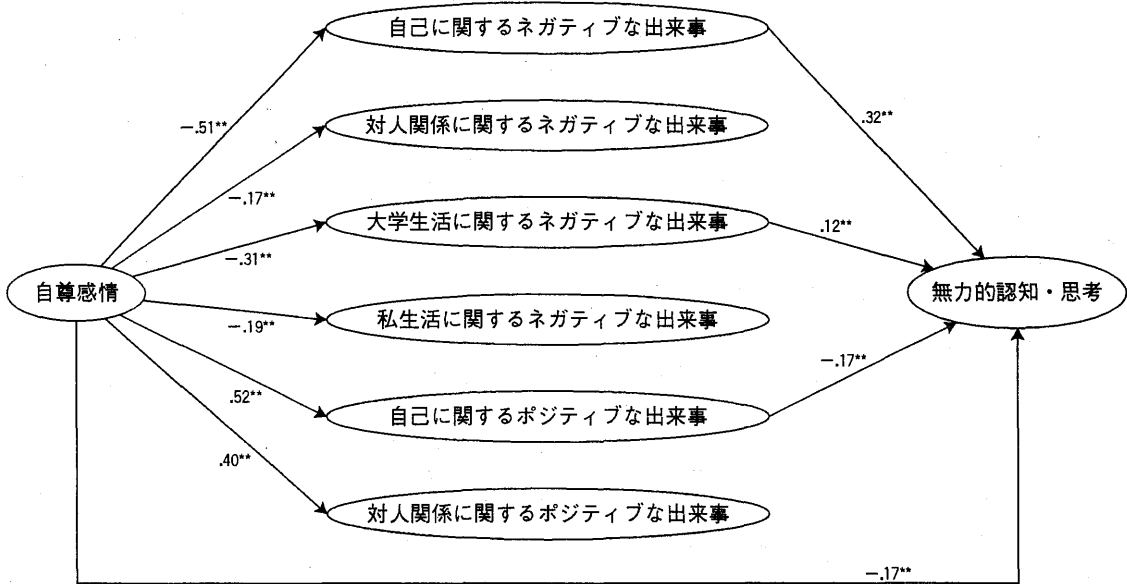 自己に関するネガティブな出来事
−.51**
対人関係に関するネガティブな出来事
.32**
−.17**
大学生活に関するネガティブな出来事
−.31**
.12**
自尊感情
無力的認知・思考
−.19**
私生活に関するネガティブな出来事
−.17**
.52**
自己に関するポジティブな出来事
.40**
対人関係に関するポジティブな出来事
−.17**